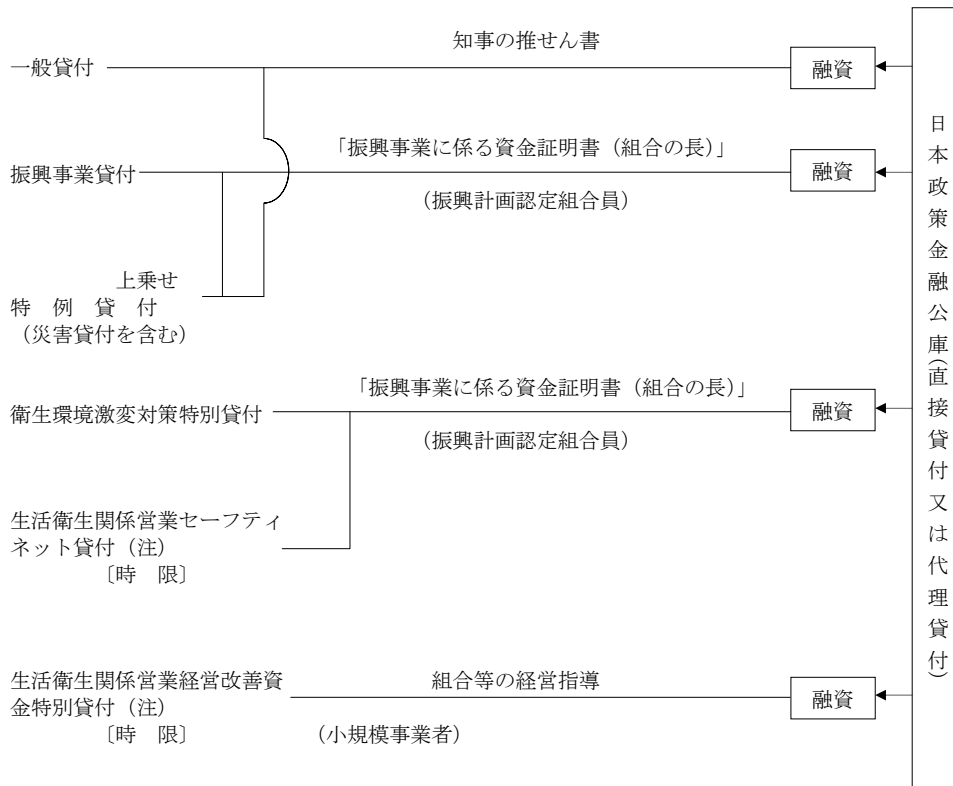 知事の推せん書
一般貸付
融資
「振興事業に係る資金証明書（組合の長）」
振興事業貸付
融資
（振興計画認定組合員）
上乗せ
特　例　貸　付
（災害貸付を含む）
「振興事業に係る資金証明書（組合の長）」
衛生環境激変対策特別貸付
融資
（振興計画認定組合員）
生活衛生関係営業セーフティ
ネット貸付（注）
〔時　限〕
生活衛生関係営業経営改善資
金特別貸付（注）
〔時　限〕
組合等の経営指導
（小規模事業者）
融資
日本政策金融公庫（直接貸付又は代理貸付）